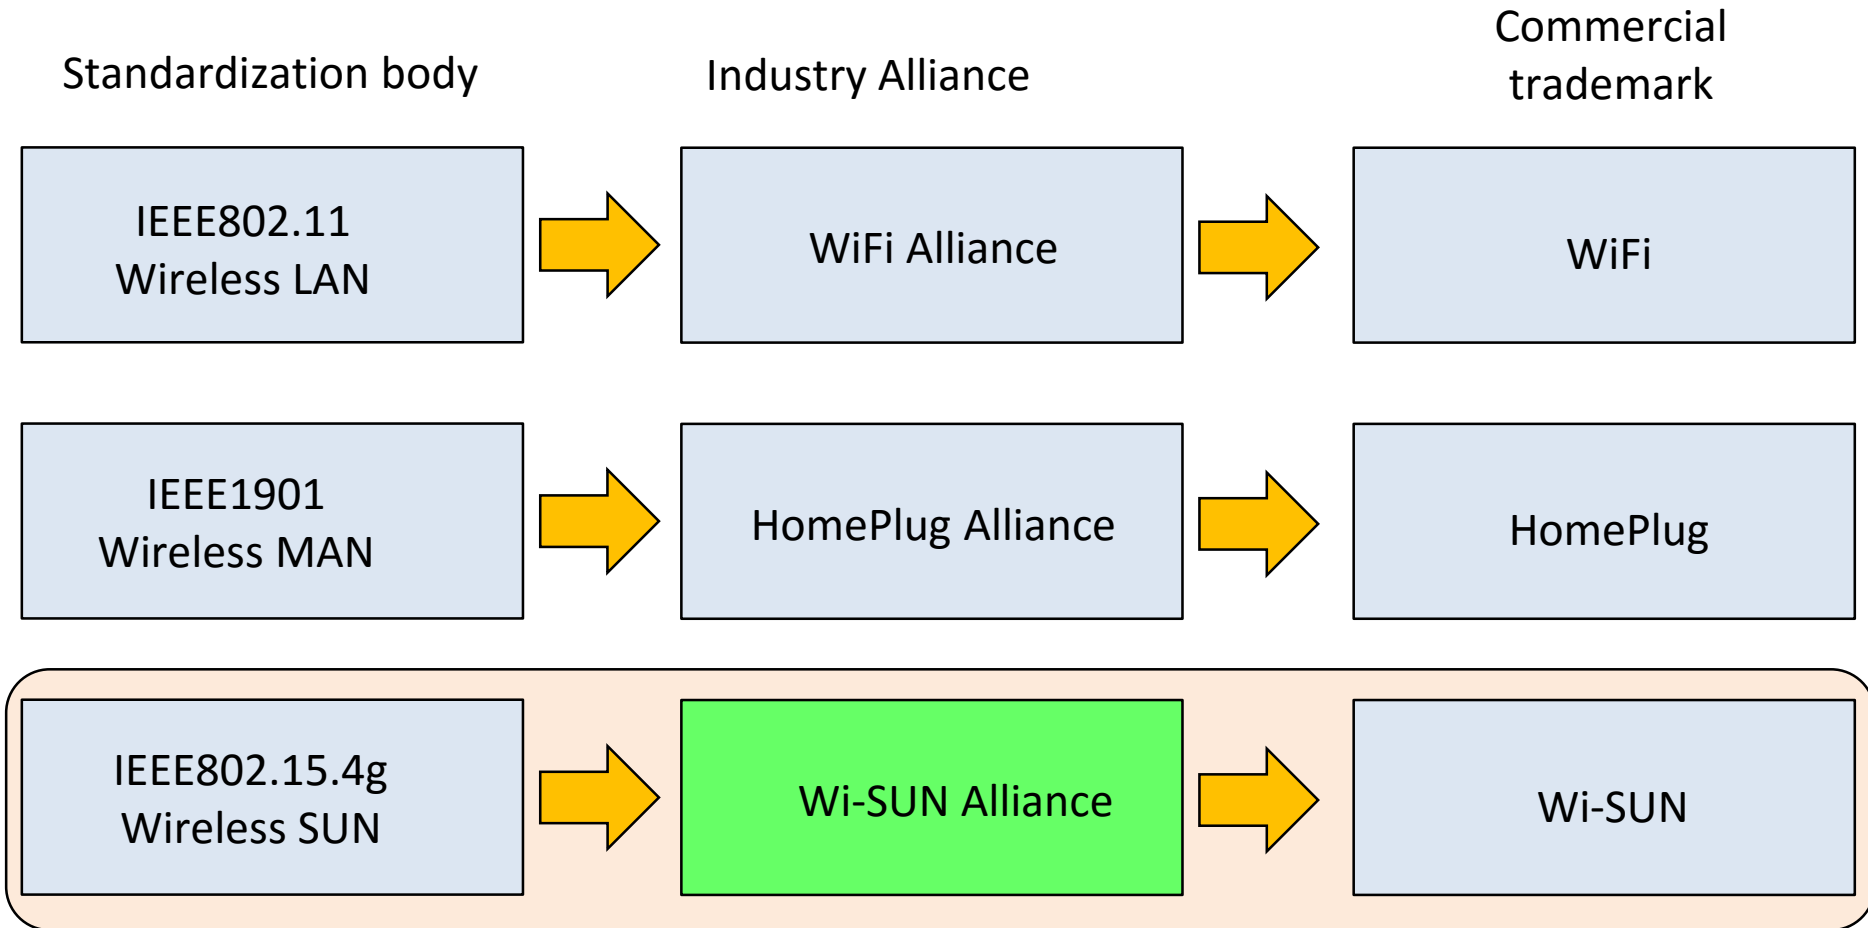 Standardization body
Industry Alliance
Commercial
trademark
IEEE802.11
Wireless LAN
WiFi Alliance
WiFi
IEEE1901
Wireless MAN
HomePlug Alliance
HomePlug
IEEE802.15.4g
Wireless SUN
Wi-SUN Alliance
Wi-SUN